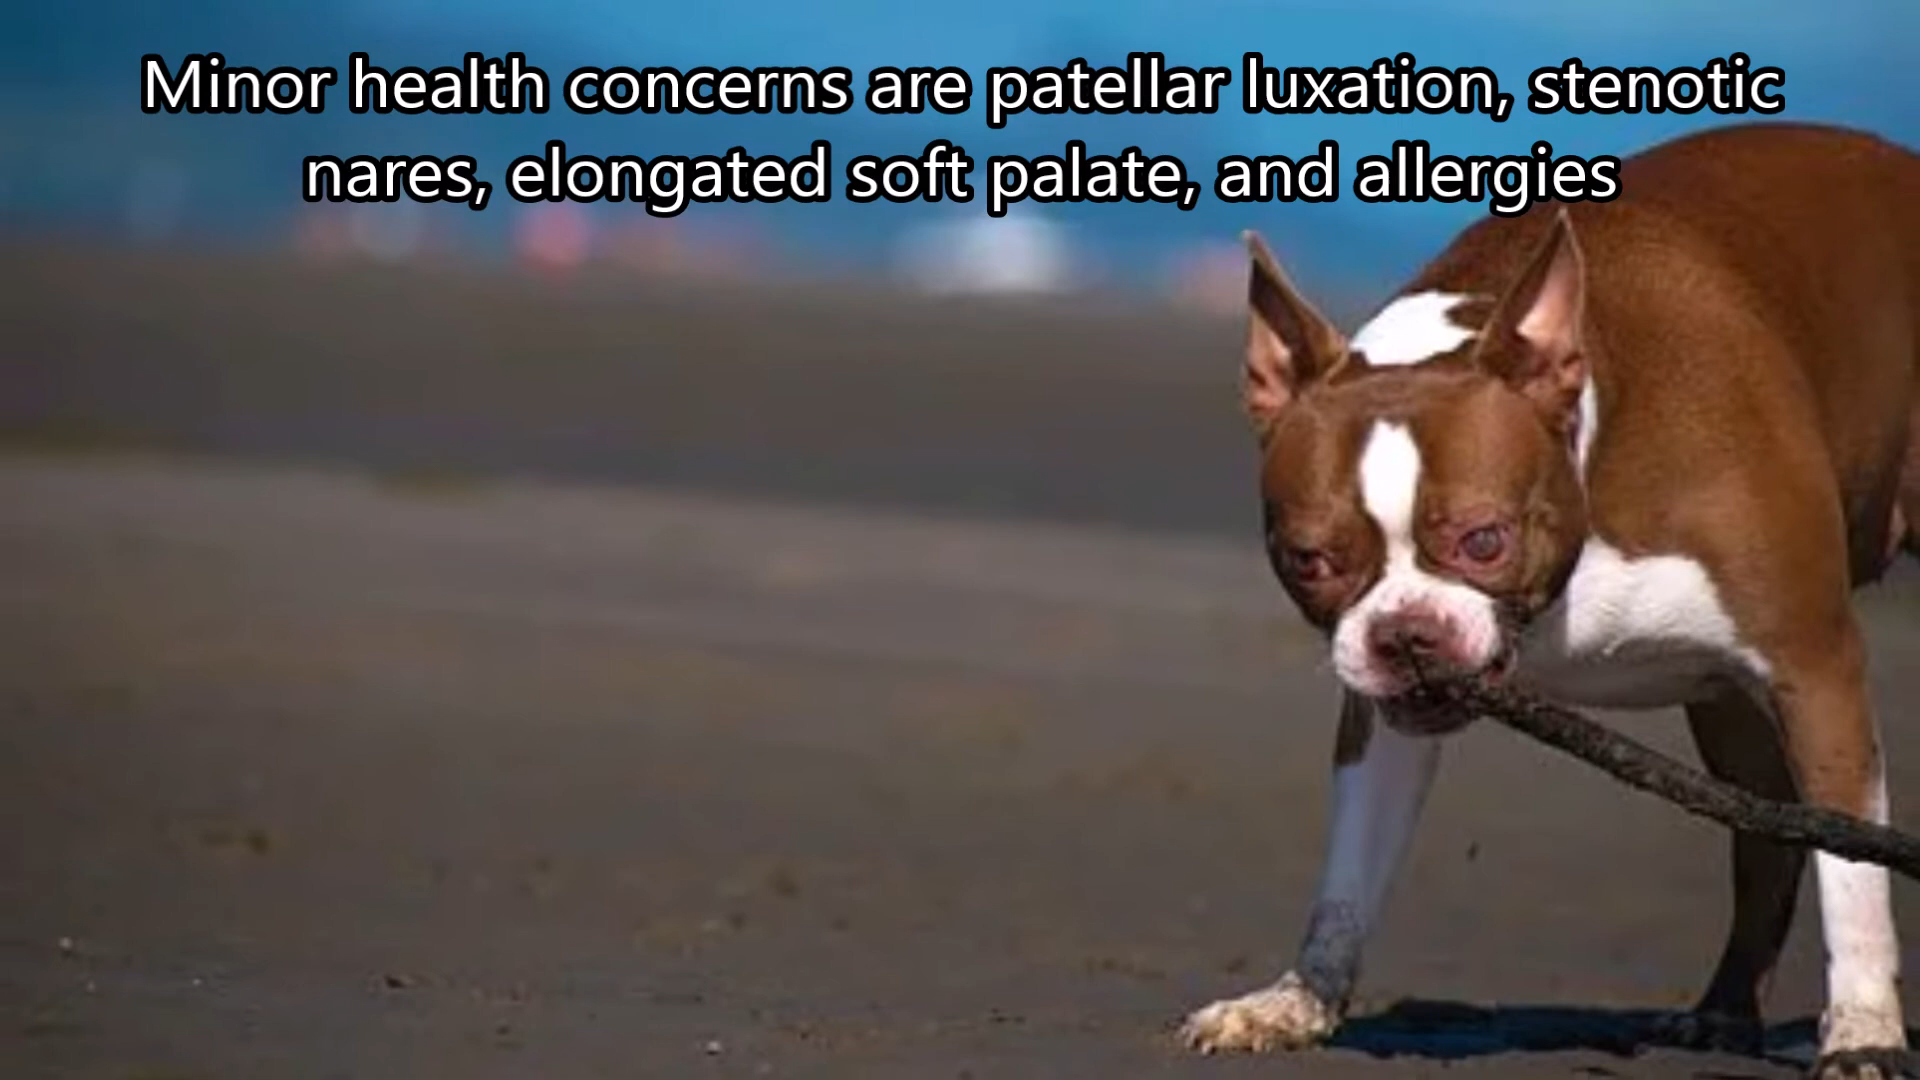 Minor health concerns are patellar luxation, stenotic
nares, elongated soft palate, and allergies